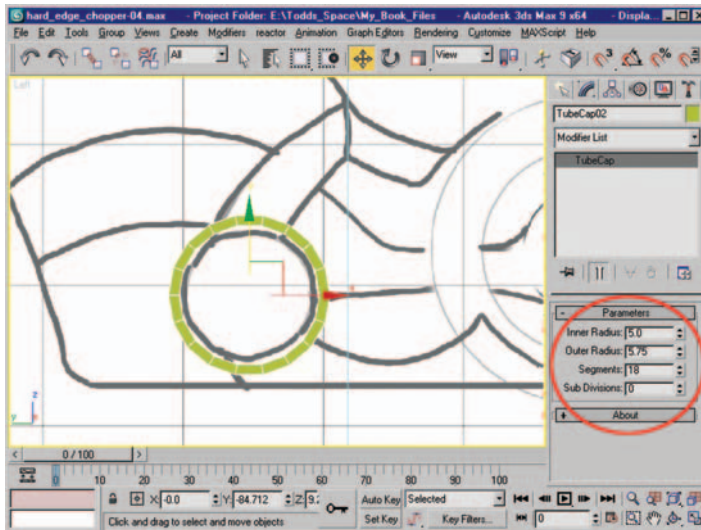 hard_edge_chopper-04.max - Project Folder: E:\Todds_Space\My_Book_Files - Autodesk 3ds Max 9 x64 - Displa...
File Edit Tools Group Views Create Modifiers reactor Animation Graph Editors Rendering Customize MAXScript Help
All
View
3
Left
TubeCap02
Modifier List
TubeCap
- Parameters
Inner Radius: 5.0
Outer Radius: 5.75
Segments: 18
Sub Divisions: 0
+ About
z
y
x
< 0 / 100 >
0 10 20 30 40 50 60 70 80 90 100
X: -0.0 Y: -84.712 Z: 9.
Auto Key Selected
Click and drag to select and move objects
Set Key Key Filters...
0